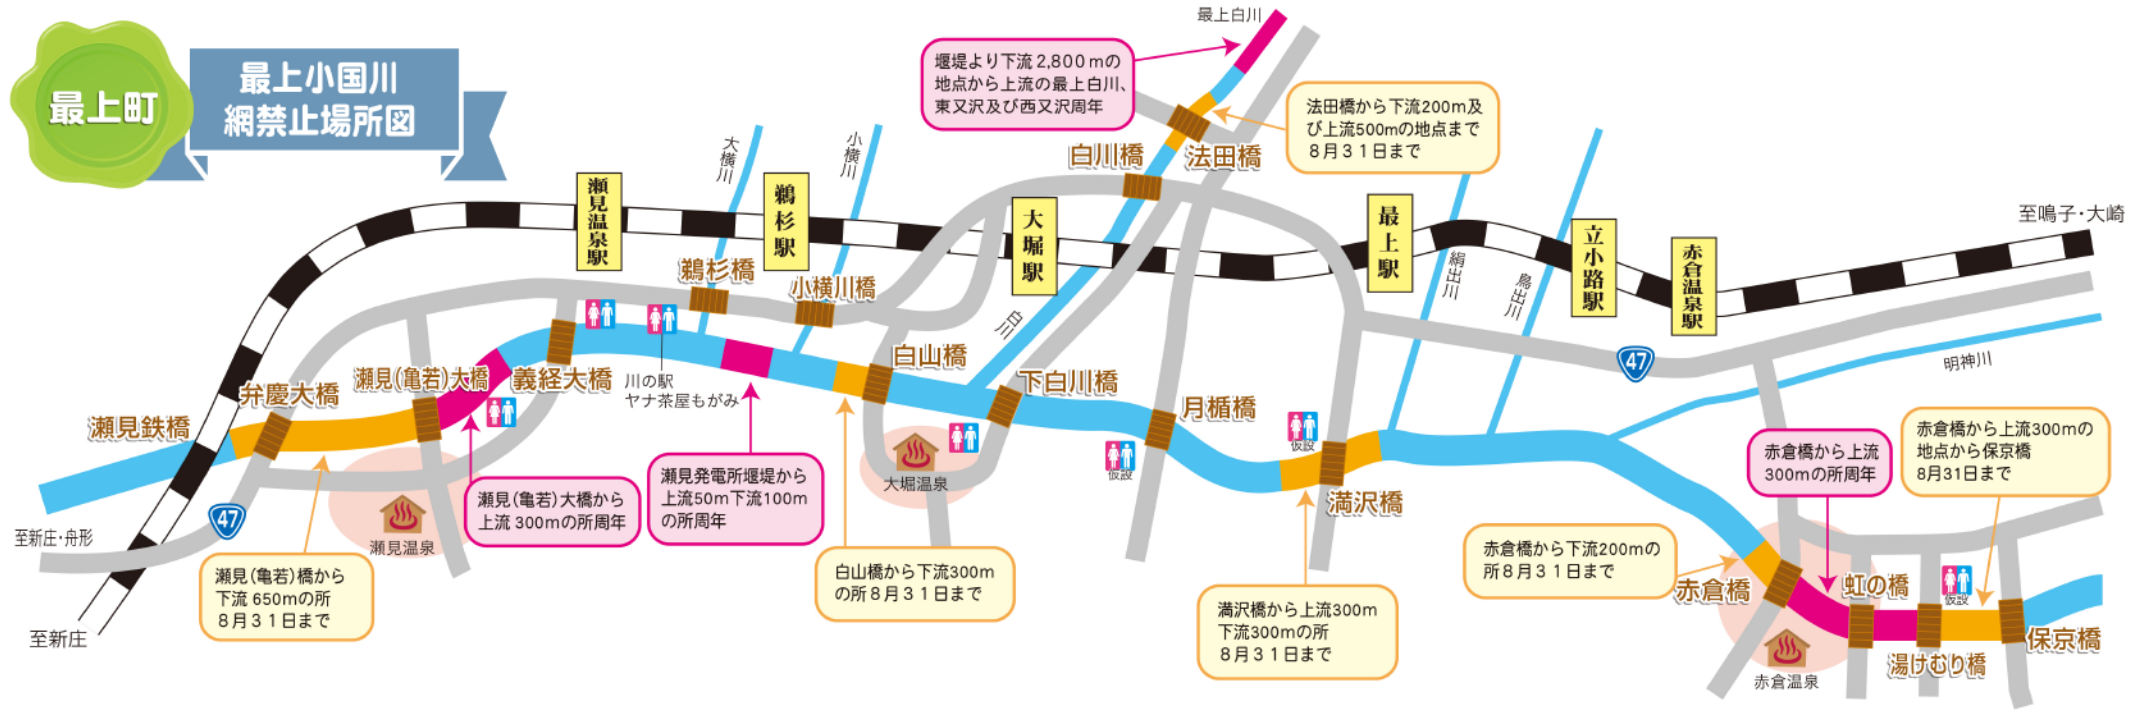 最上町
最上小国川
網禁止場所図
最上白川
堰堤より下流2,800mの
地点から上流の最上白川、
東又沢及び西又沢周年
法田橋から下流200m及
び上流500mの地点まで
8月31日まで
白川橋
法田橋
大横川
小横川
瀬見温泉駅
鵜杉駅
大堀駅
最上駅
立小路駅
赤倉温泉駅
至鳴子・大崎
絹出川
鳥出川
明神川
白川
47
鵜杉橋
小横川橋
白山橋
下白川橋
月楯橋
満沢橋
瀬見鉄橋
弁慶大橋
瀬見(亀若)大橋
義経大橋
川の駅
ヤナ茶屋もがみ
仮設
仮設
大堀温泉
瀬見温泉
47
至新庄・舟形
至新庄
瀬見(亀若)橋から
下流650mの所
8月31日まで
瀬見(亀若)大橋から
上流300mの所周年
瀬見発電所堰堤から
上流50m下流100m
の所周年
白山橋から下流300m
の所8月31日まで
満沢橋から上流300m
下流300mの所
8月31日まで
赤倉橋から下流200mの
所8月31日まで
赤倉橋から上流
300mの所周年
赤倉橋から上流300mの
地点から保京橋
8月31日まで
赤倉橋
虹の橋
仮設
湯けむり橋
保京橋
赤倉温泉